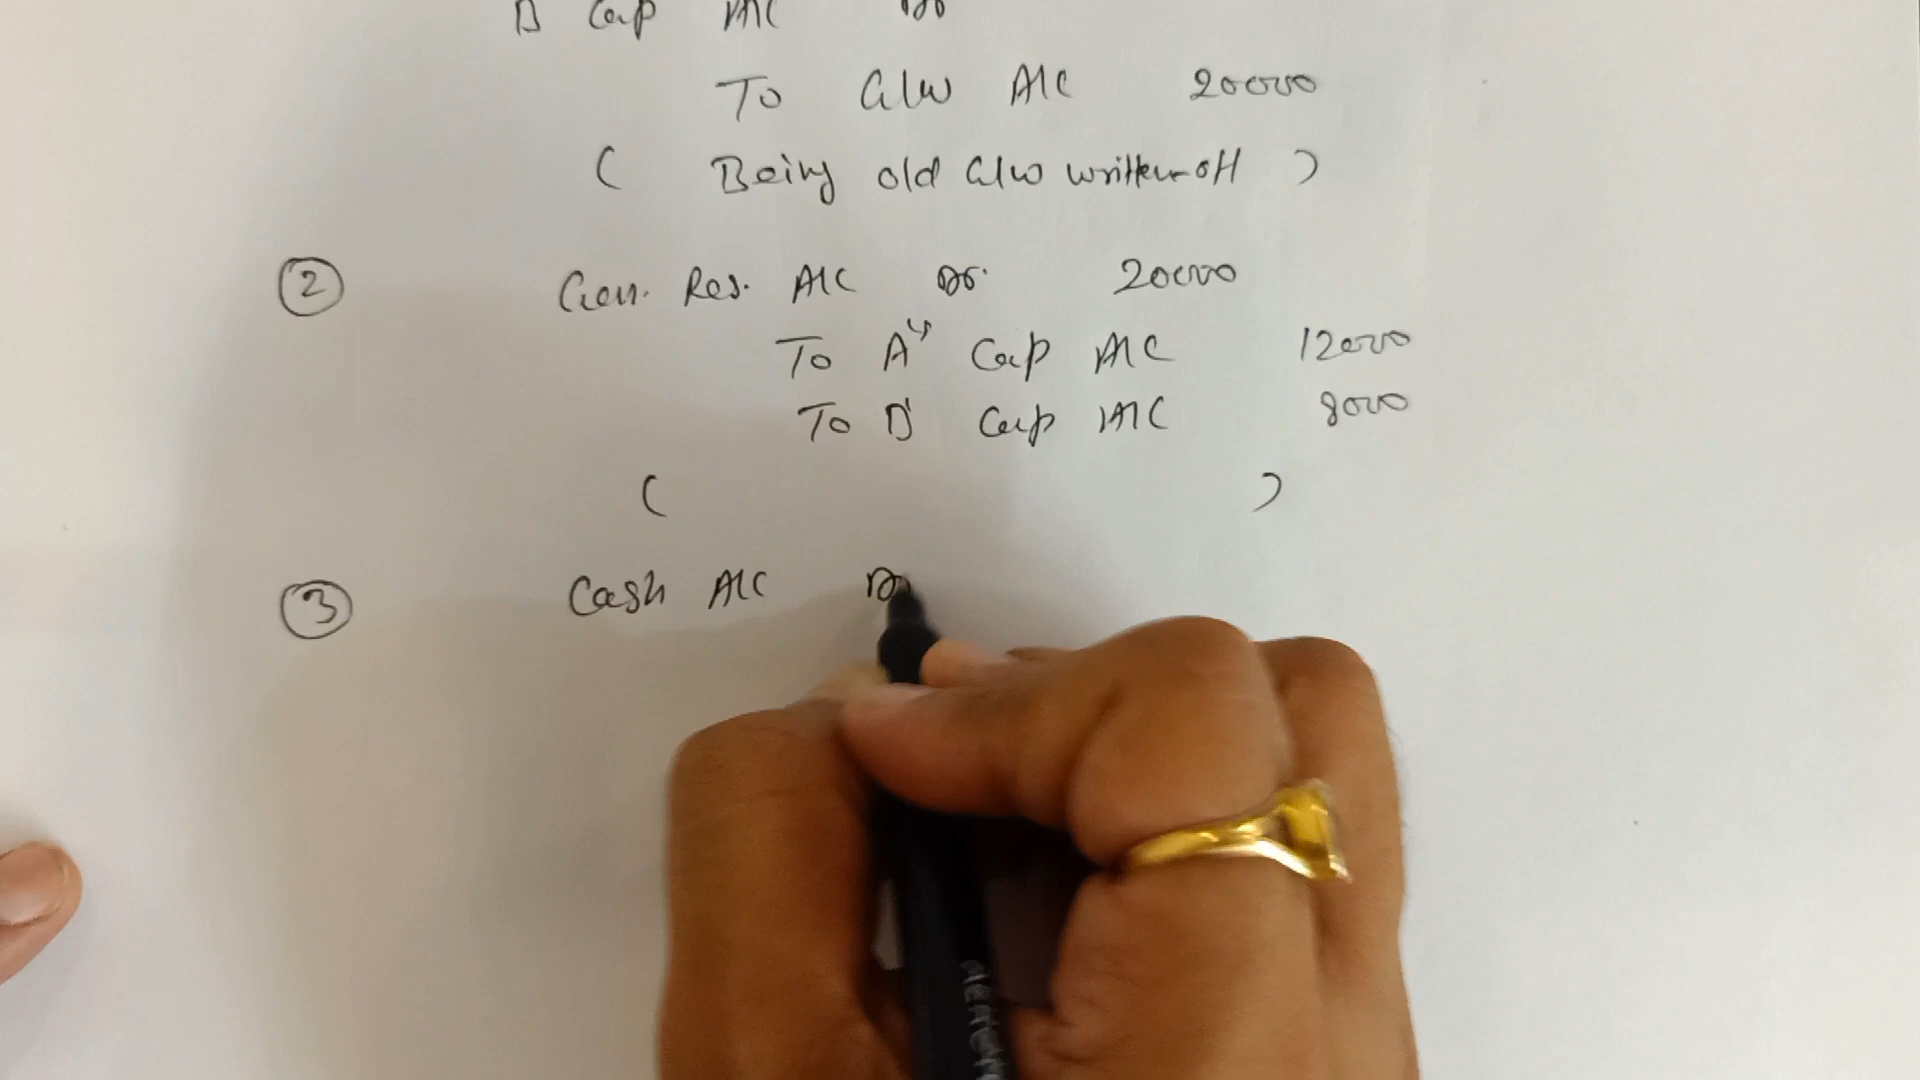 B Cap A/C Dr
To G/w A/C 20000
( Being old G/w written off )
② Gen. Res. A/C Dr. 20000
To A's Cap A/C 12000
To B' Cap A/C 8000
( )
③ Cash A/C Dr